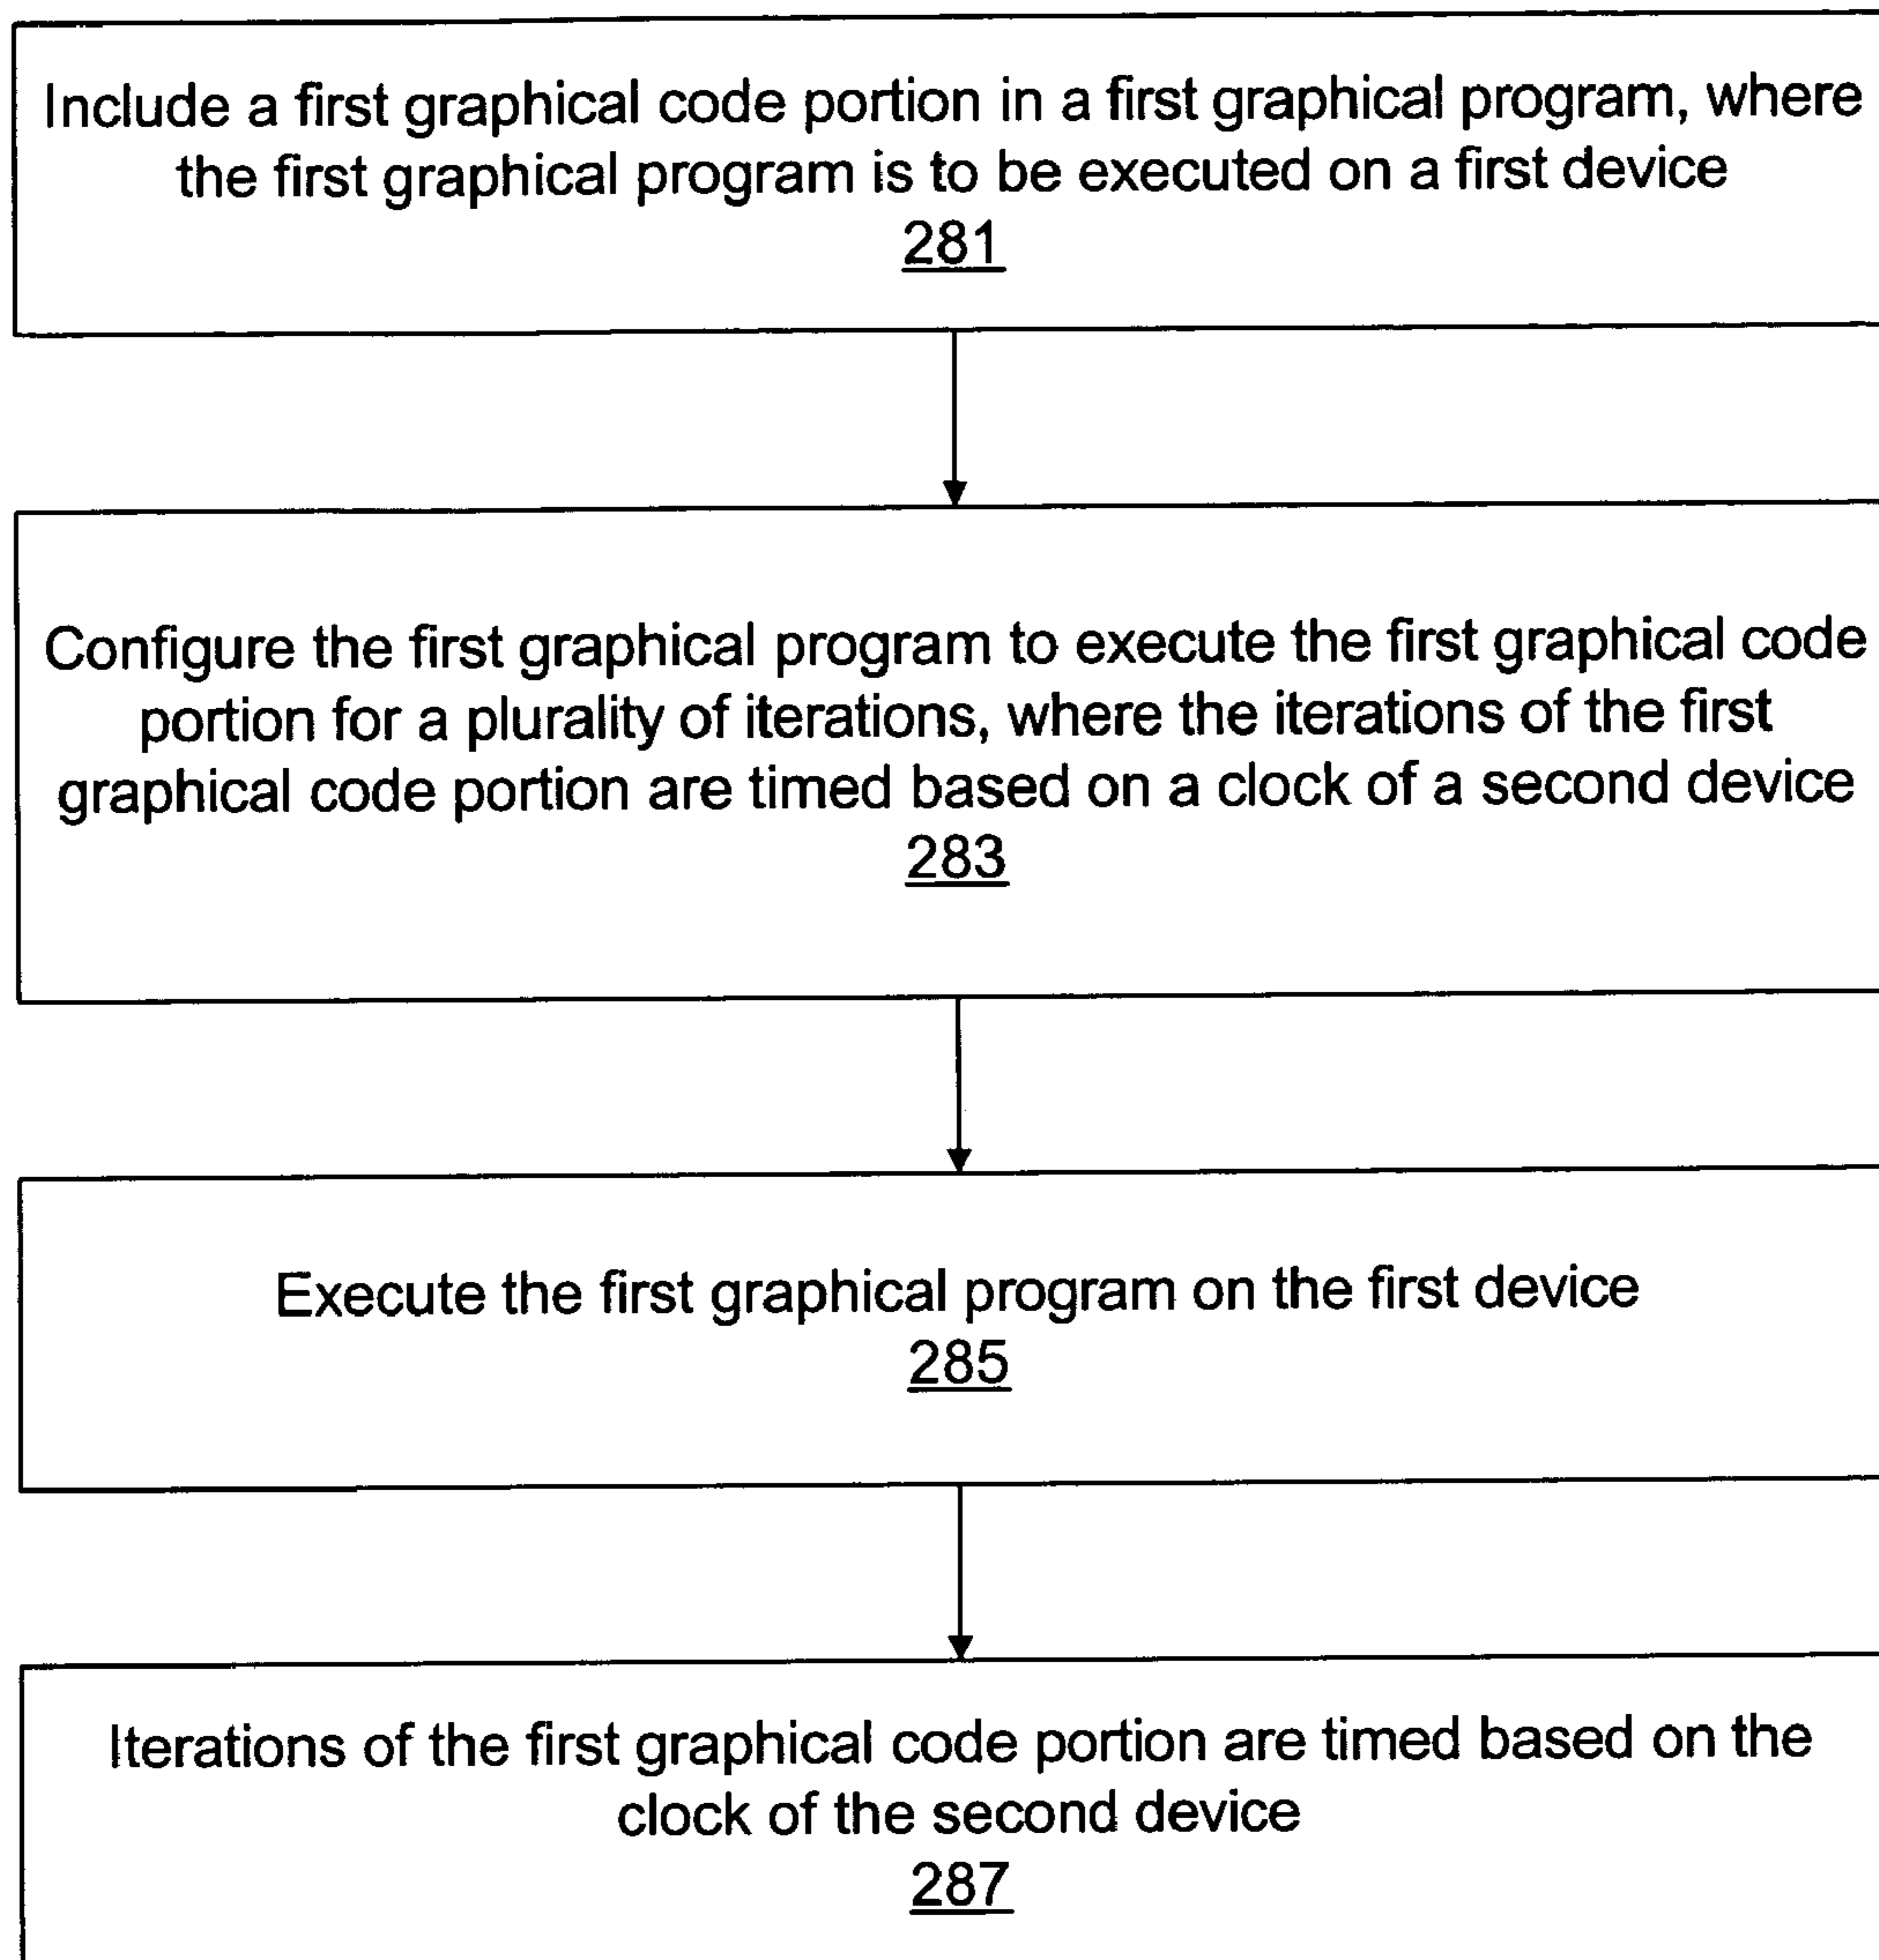 Include a first graphical code portion in a first graphical program, where
the first graphical program is to be executed on a first device
281
Configure the first graphical program to execute the first graphical code
portion for a plurality of iterations, where the iterations of the first
graphical code portion are timed based on a clock of a second device
283
Execute the first graphical program on the first device
285
Iterations of the first graphical code portion are timed based on the
clock of the second device
287